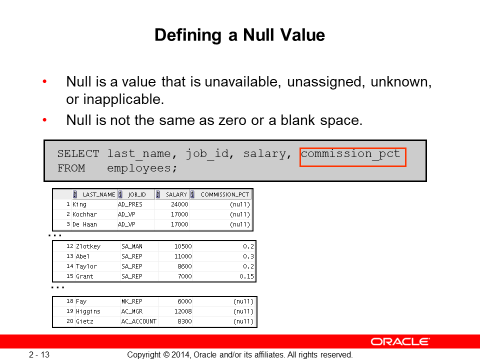 Defining a Null Value
• Null is a value that is unavailable, unassigned, unknown,
or inapplicable.
• Null is not the same as zero or a blank space.
SELECT last_name, job_id, salary, commission_pct
FROM employees;
LAST_NAME JOB_ID SALARY COMMISSION_PCT
1 King AD_PRES 24000 (null)
2 Kochhar AD_VP 17000 (null)
3 De Haan AD_VP 17000 (null)
...
12 Zlotkey SA_MAN 10500 0.2
13 Abel SA_REP 11000 0.3
14 Taylor SA_REP 8600 0.2
15 Grant SA_REP 7000 0.15
...
18 Fay MK_REP 6000 (null)
19 Higgins AC_MGR 12008 (null)
20 Gietz AC_ACCOUNT 8300 (null)
ORACLE
2 - 13 Copyright © 2014, Oracle and/or its affiliates. All rights reserved.